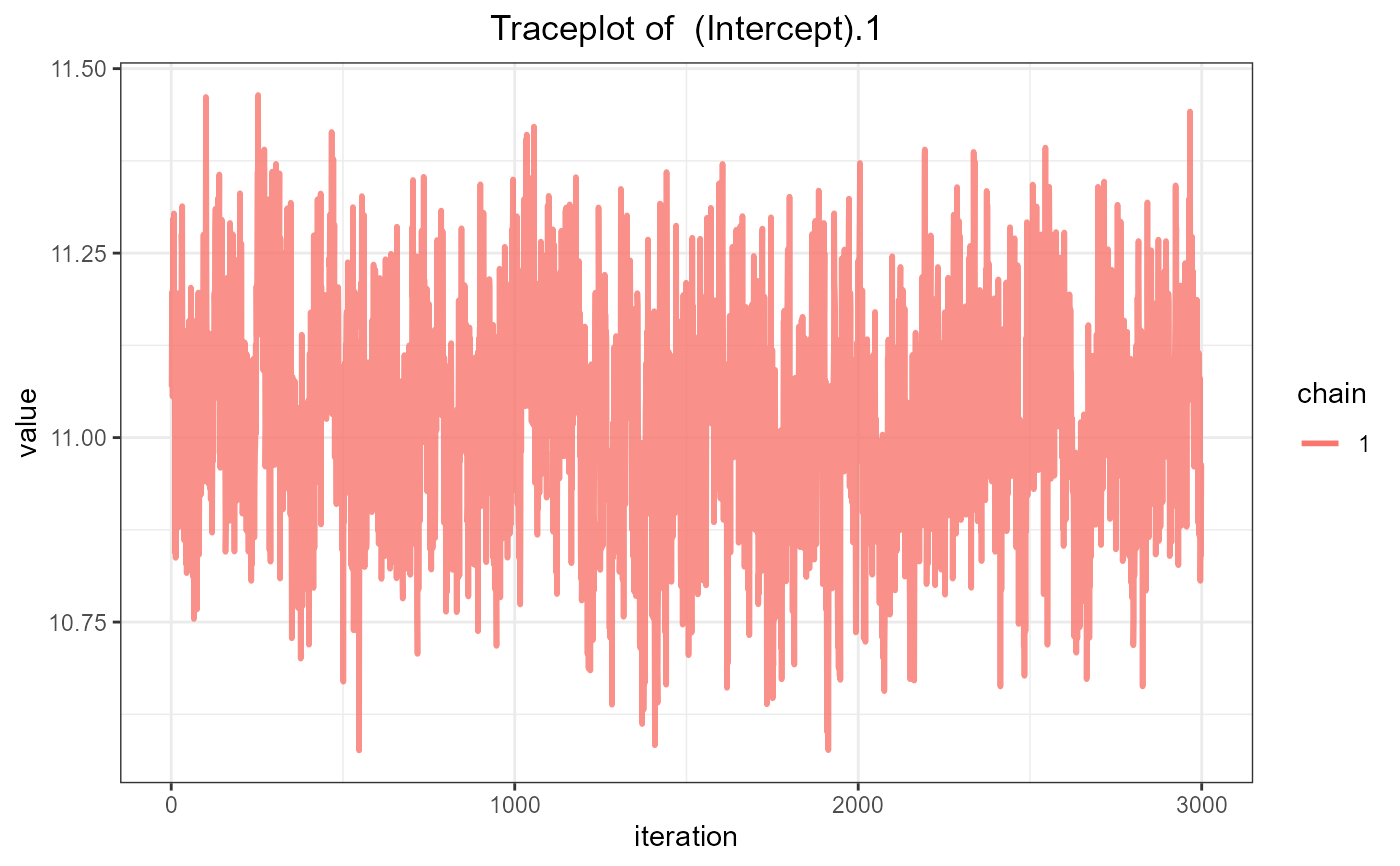 Traceplot of  (Intercept).1
11.50
11.25
11.00
10.75
value
0
1000
2000
3000
iteration
chain
1